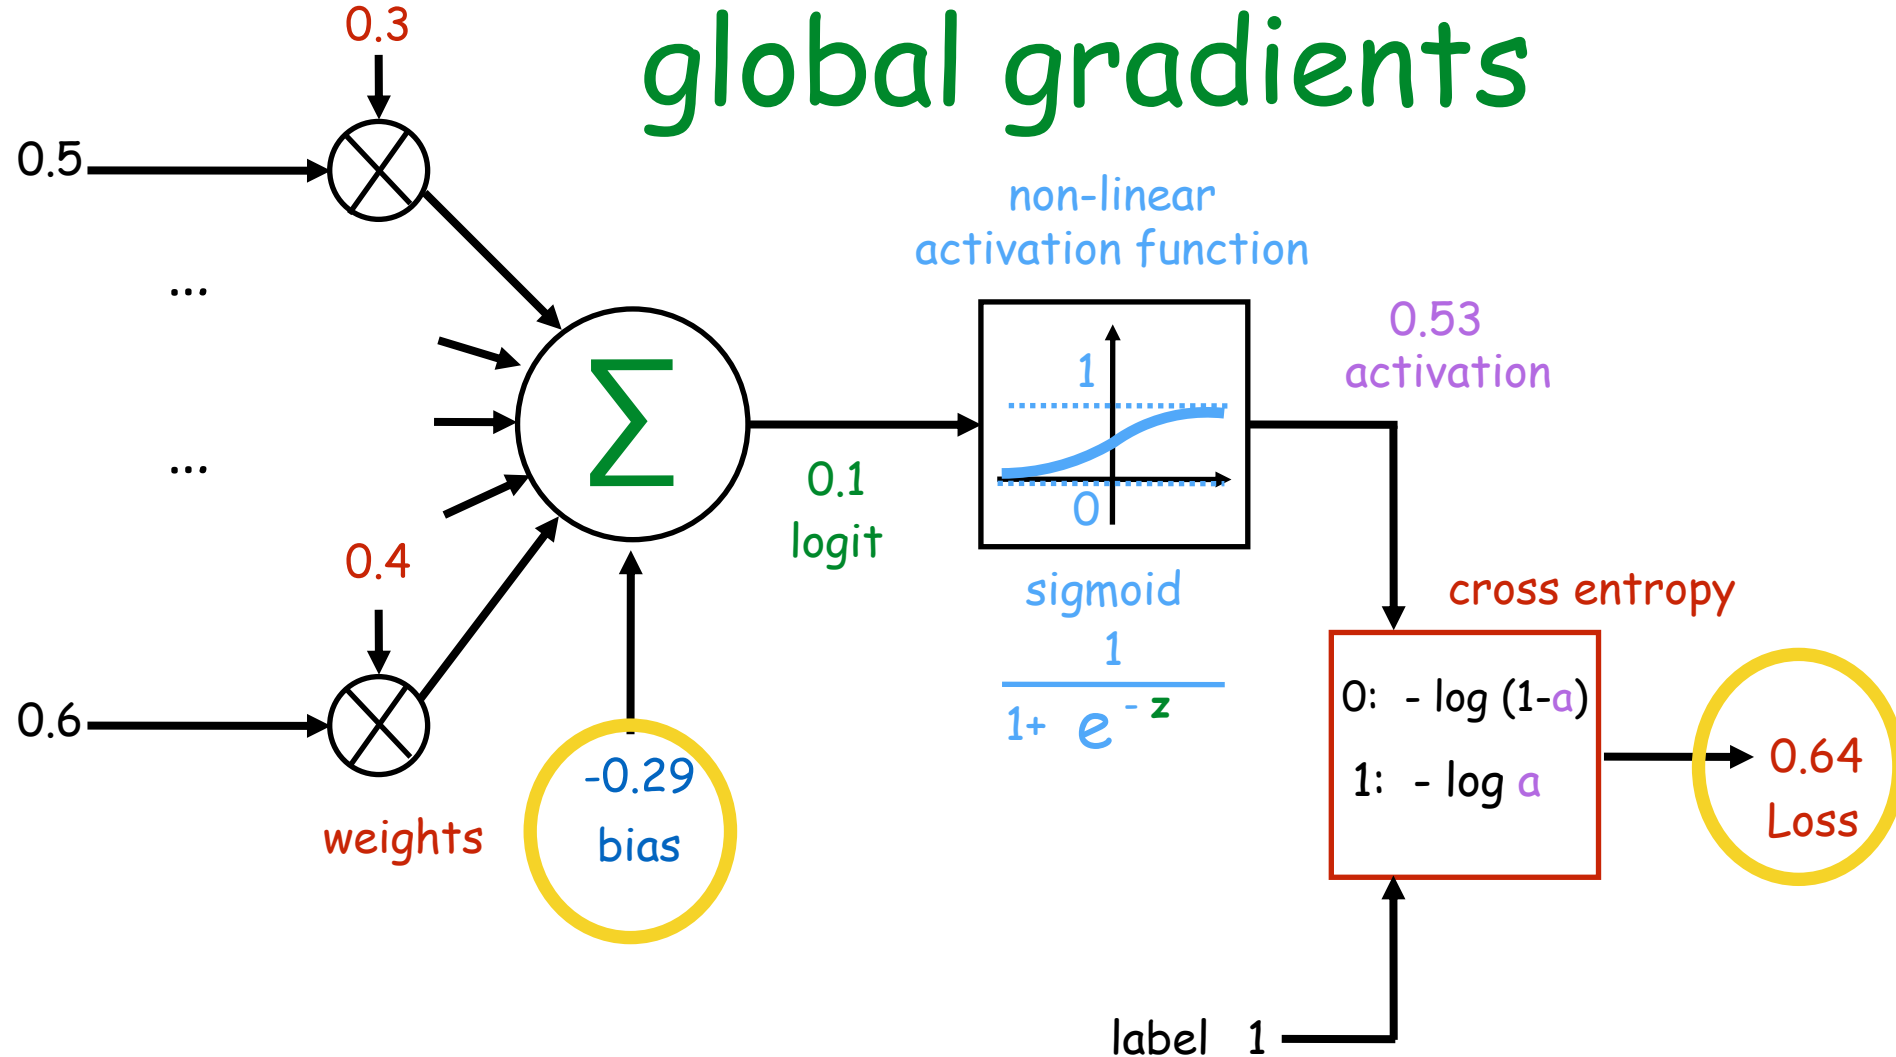 global gradients
0.3
0.5
...
...
0.4
0.6
weights
Σ
-0.29
bias
0.1
logit
non-linear
activation function
1
0
sigmoid
1
1+ e - z
0.53
activation
cross entropy
0: - log (1-a)
1: - log a
0.64
Loss
label 1